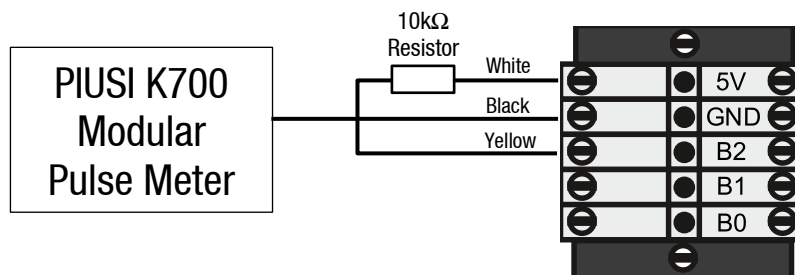 10kΩ
Resistor
PIUSI K700
Modular
Pulse Meter
White
Black
Yellow
5V
GND
B2
B1
B0